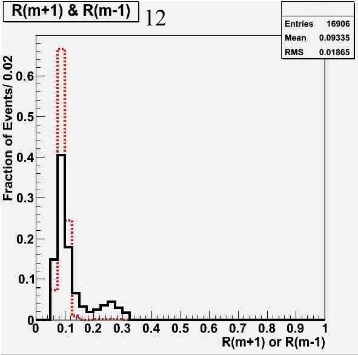 R(m+1) & R(m-1) 12
Entries 16906
Mean 0.09335
RMS 0.01865
Fraction of Events/ 0.02
0.6
0.5
0.4
0.3
0.2
0.1
0
0 0.1 0.2 0.3 0.4 0.5 0.6 0.7 0.8 0.9 1
R(m+1) or R(m-1)